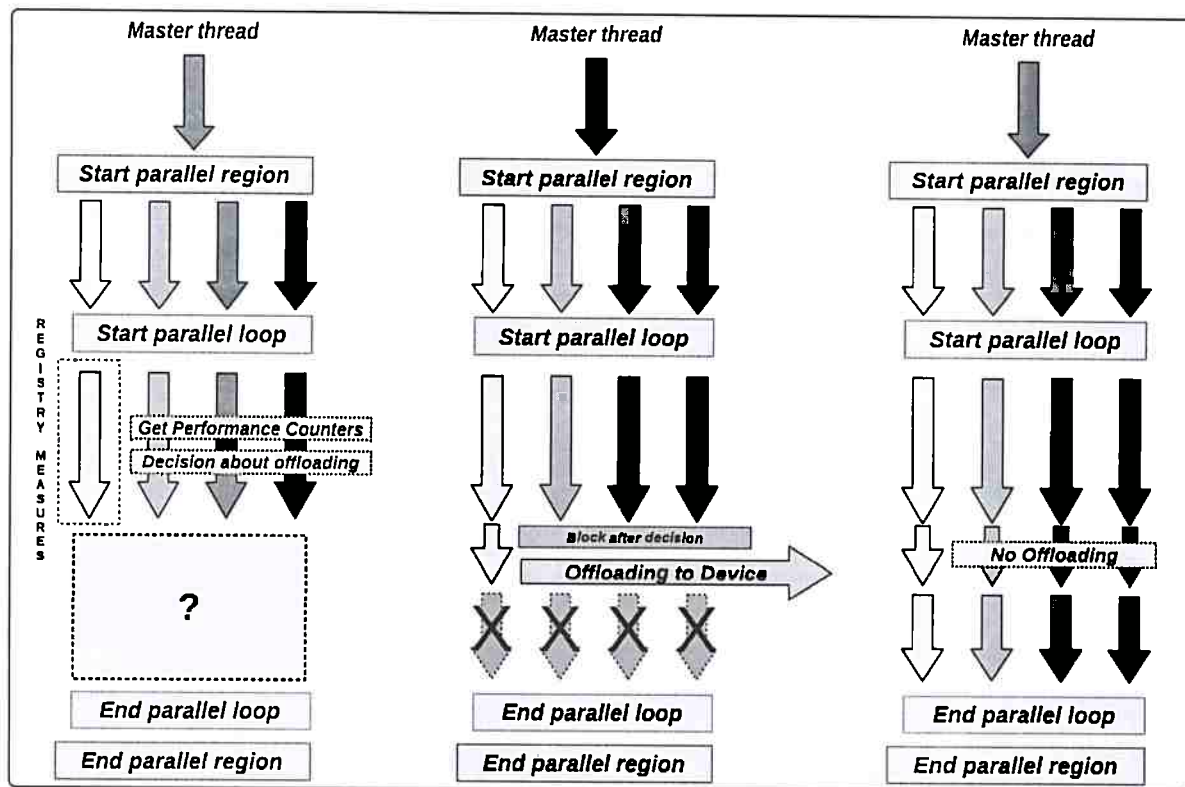 Master thread
Start parallel region
Start parallel loop
REGISTRY MEASURES
Get Performance Counters
Decision about offloading
?
End parallel loop
End parallel region
Master thread
Start parallel region
Start parallel loop
Block after decision
Offloading to Device
End parallel loop
End parallel region
Master thread
Start parallel region
Start parallel loop
No Offloading
End parallel loop
End parallel region